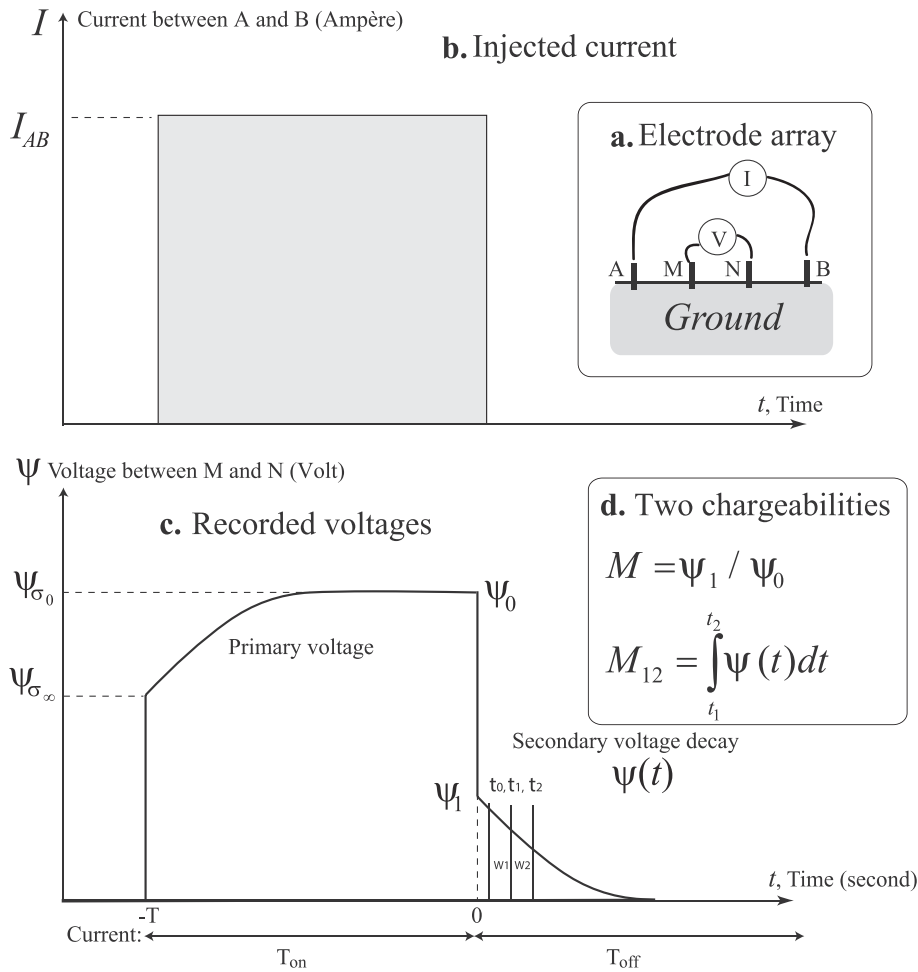 I Current between A and B (Ampère)
b. Injected current
I_AB
a. Electrode array
I
V
A M N B
Ground
t, Time
Ψ Voltage between M and N (Volt)
c. Recorded voltages
d. Two chargeabilities
M = Ψ_1 / Ψ_0
M_12 = ∫_{t_1}^{t_2} Ψ (t)dt
Ψ_σ_0
Ψ_0
Primary voltage
Ψ_σ_∞
Secondary voltage decay
Ψ(t)
Ψ_1
t_0, t_1, t_2
W1 W2
t, Time (second)
-T 0
Current:
T_on T_off